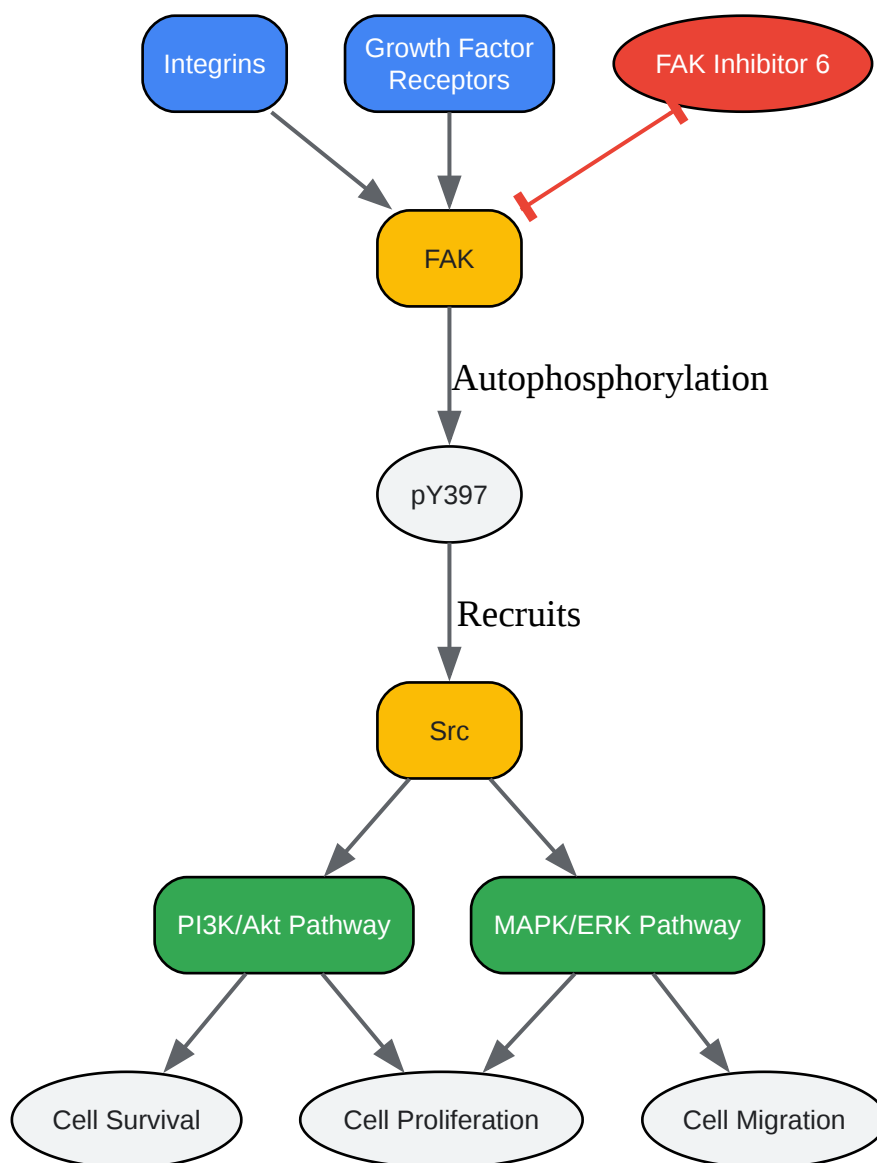 Integrins
Growth Factor
Receptors
FAK Inhibitor 6
FAK
Autophosphorylation
pY397
Recruits
Src
PI3K/Akt Pathway
MAPK/ERK Pathway
Cell Survival
Cell Proliferation
Cell Migration